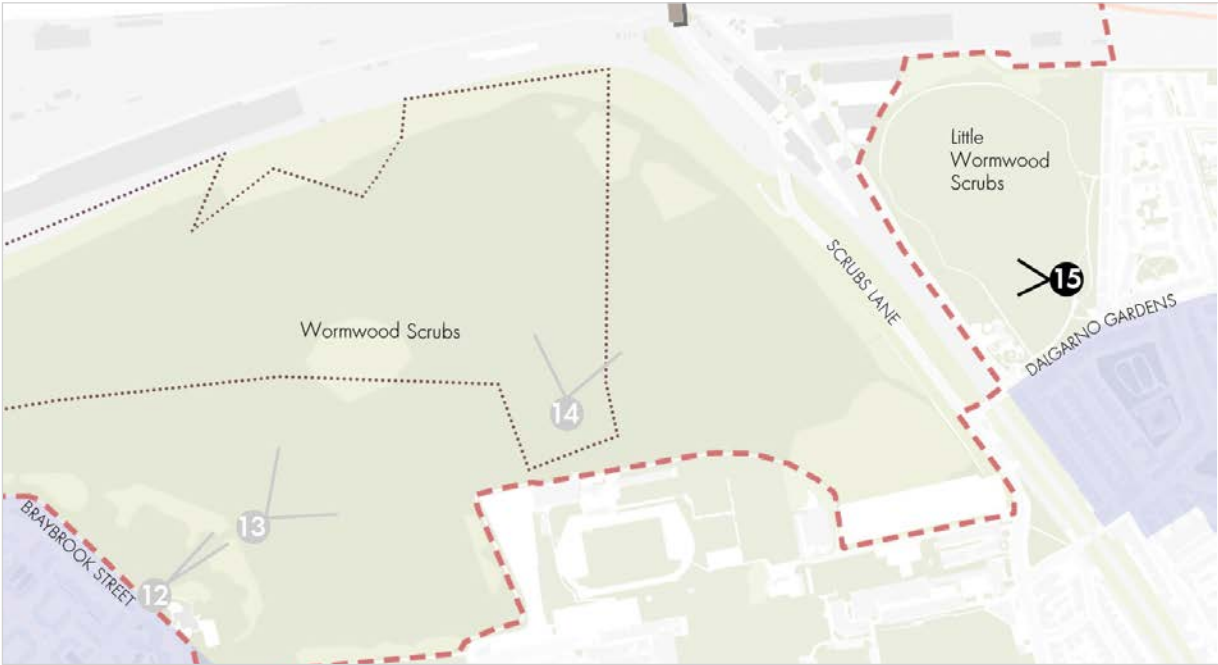 Little
Wormwood
Scrubs
SCRUBS LANE
15
Wormwood Scrubs
DALGARNO GARDENS
14
13
BRAYBROOK STREET
12